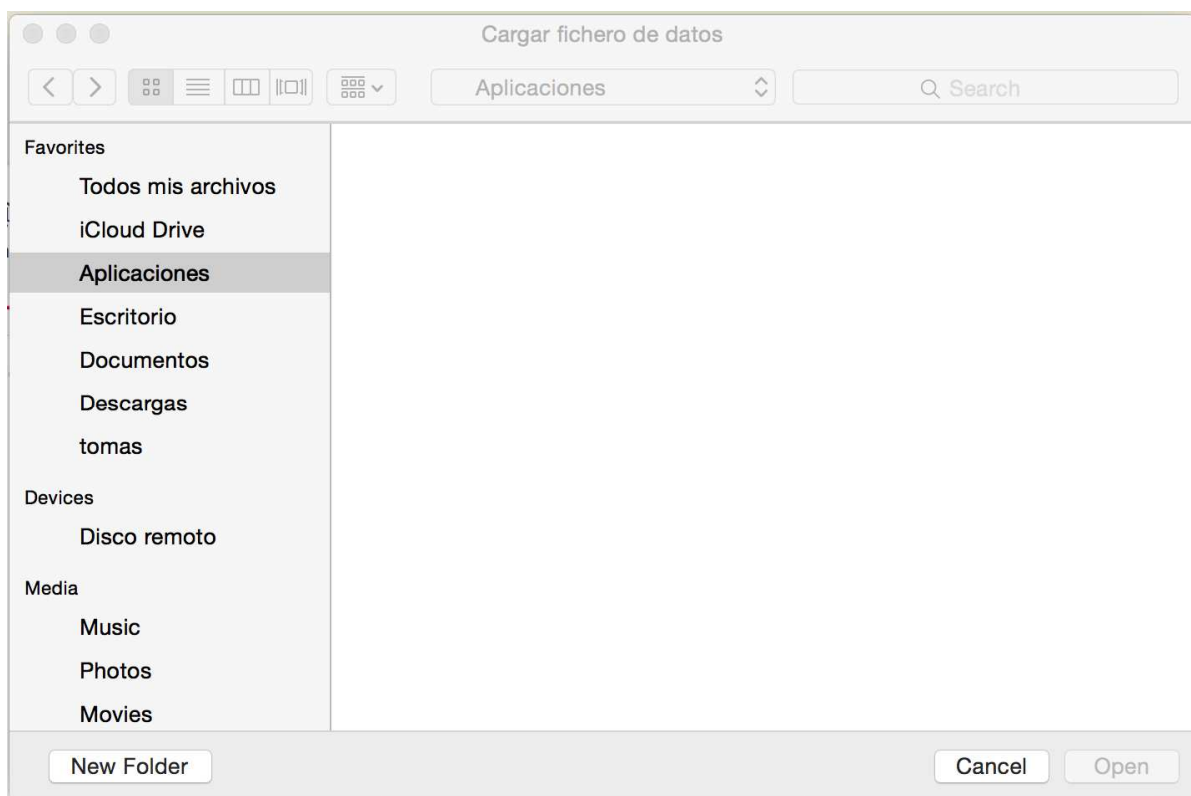 Cargar fichero de datos
Aplicaciones
Search
Favorites
Todos mis archivos
iCloud Drive
Aplicaciones
Escritorio
Documentos
Descargas
tomas
Devices
Disco remoto
Media
Music
Photos
Movies
New Folder
Cancel
Open